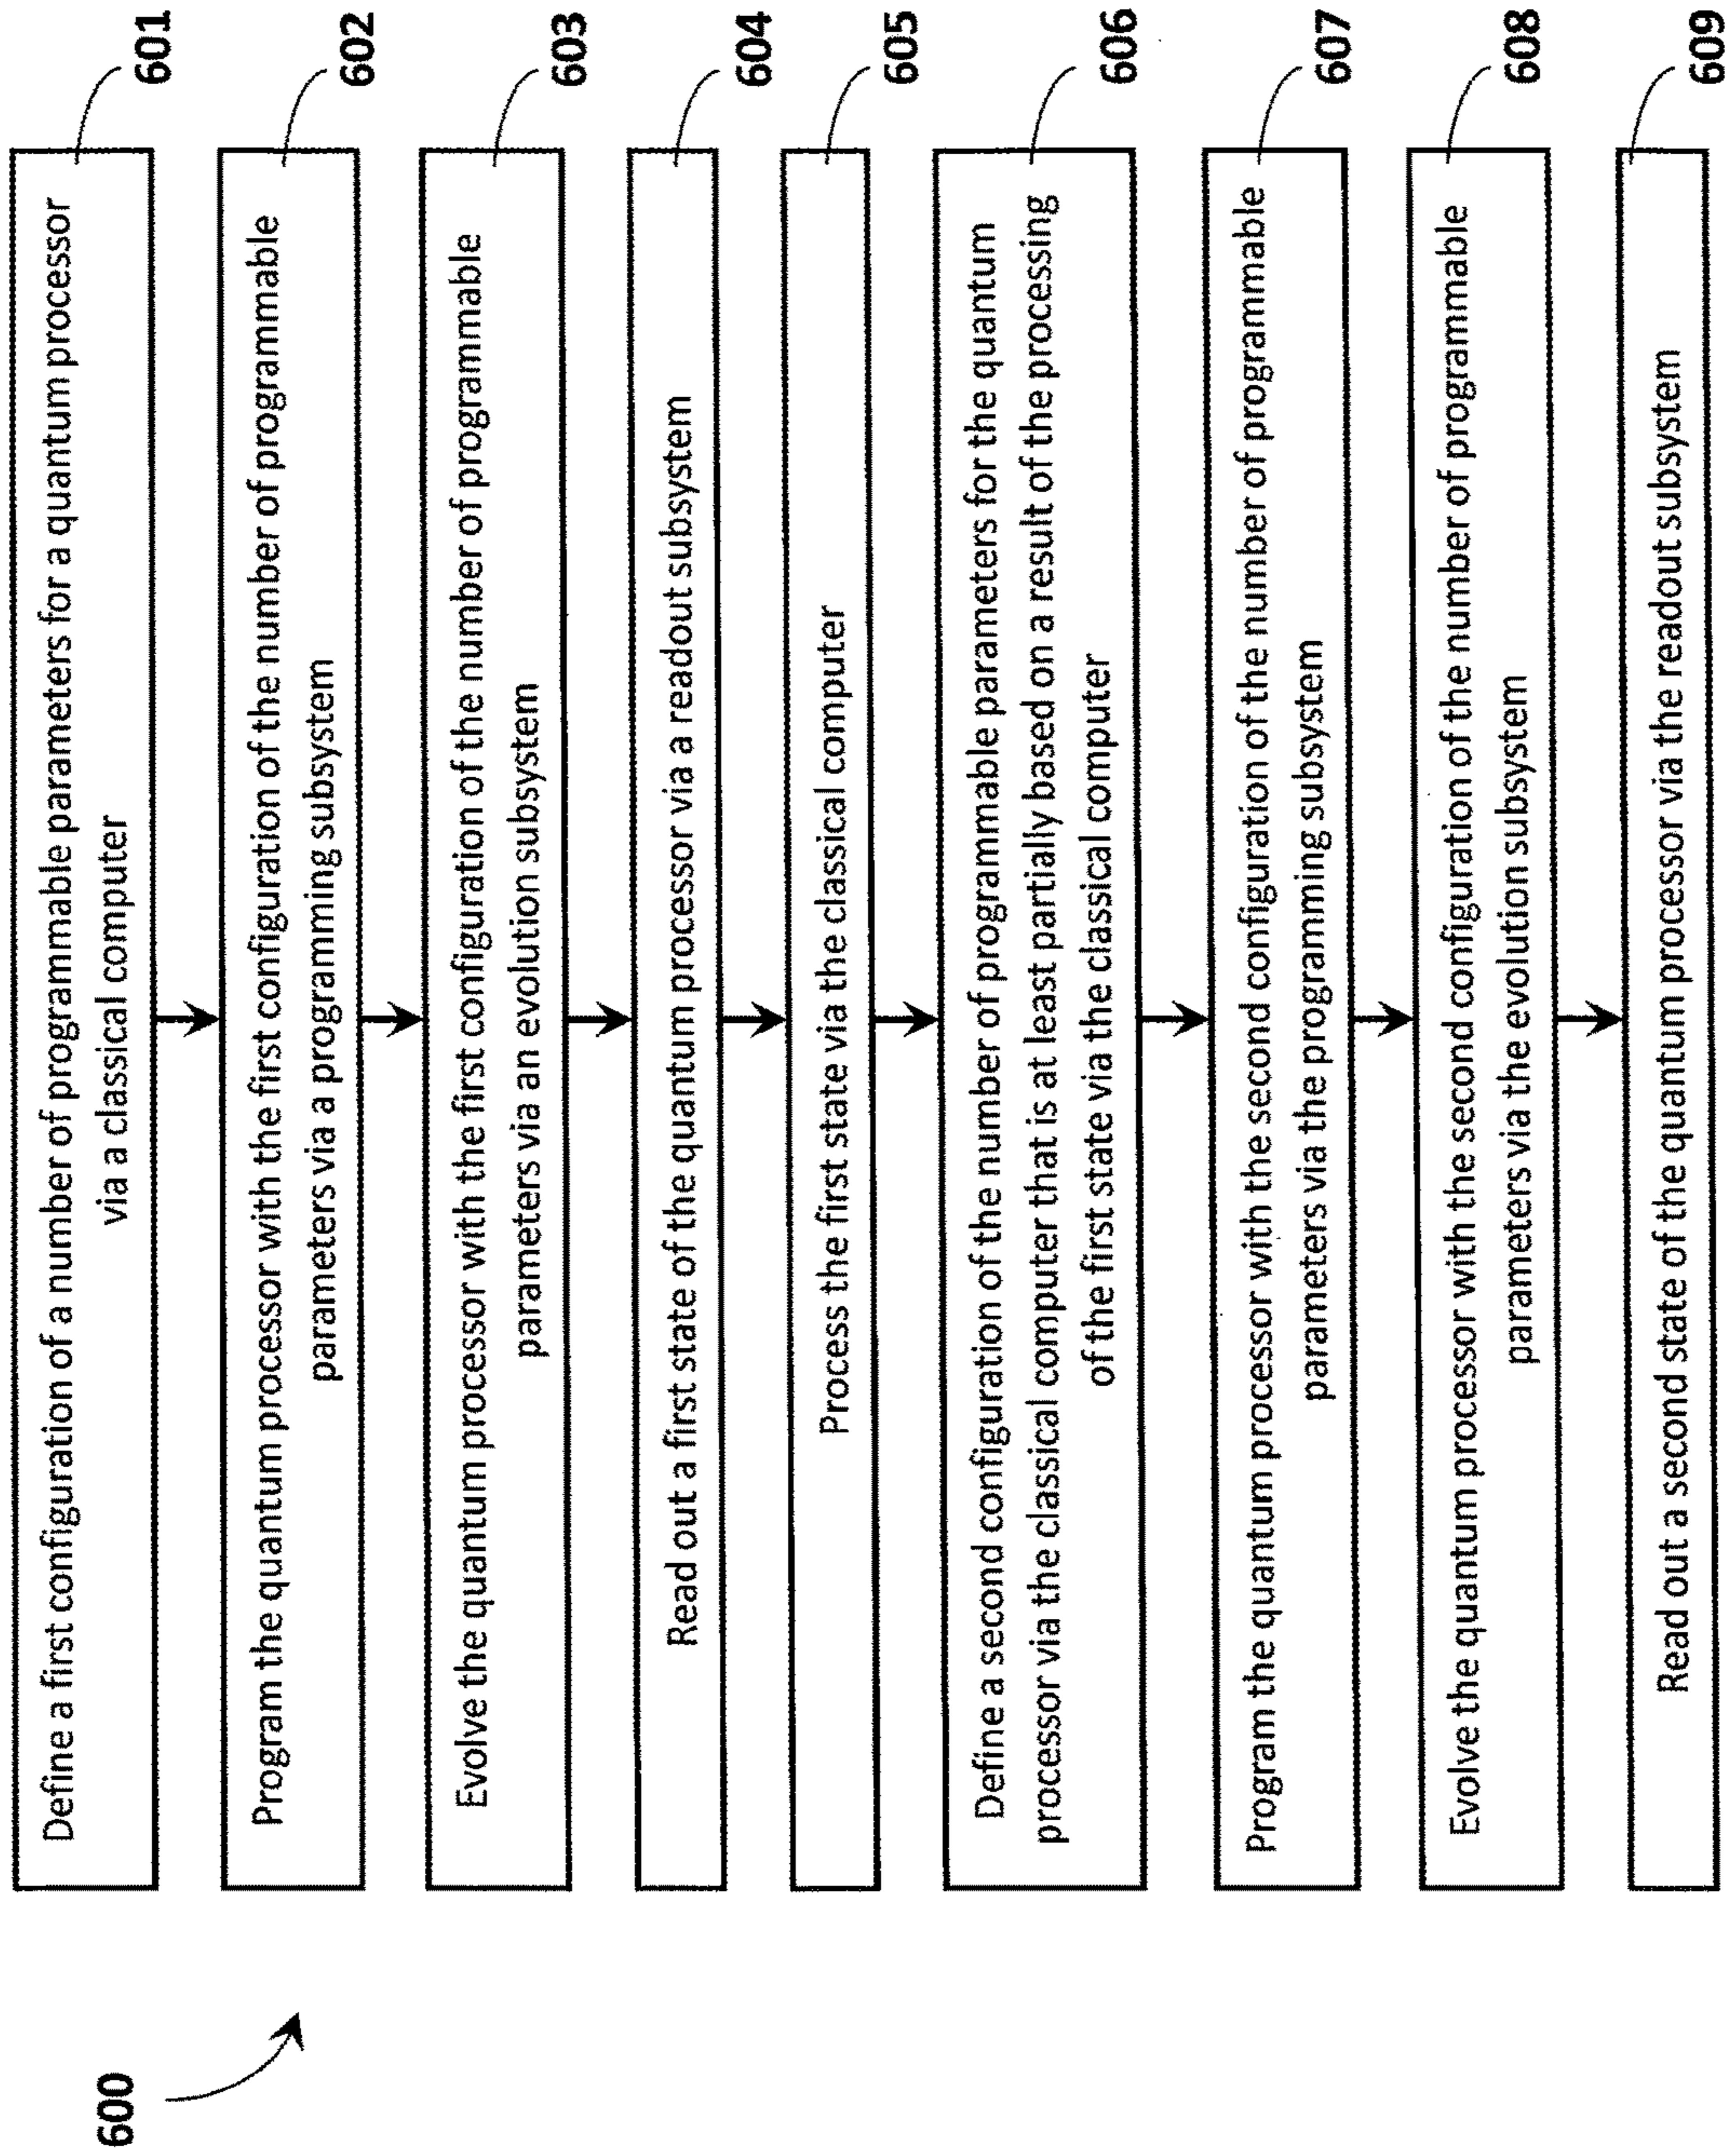 600
Define a first configuration of a number of programmable parameters for a quantum processor
via a classical computer
601
Program the quantum processor with the first configuration of the number of programmable
parameters via a programming subsystem
602
Evolve the quantum processor with the first configuration of the number of programmable
parameters via an evolution subsystem
603
Read out a first state of the quantum processor via a readout subsystem
604
Process the first state via the classical computer
605
Define a second configuration of the number of programmable parameters for the quantum
processor via the classical computer that is at least partially based on a result of the processing
of the first state via the classical computer
606
Program the quantum processor with the second configuration of the number of programmable
parameters via the programming subsystem
607
Evolve the quantum processor with the second configuration of the number of programmable
parameters via the evolution subsystem
608
Read out a second state of the quantum processor via the readout subsystem
609